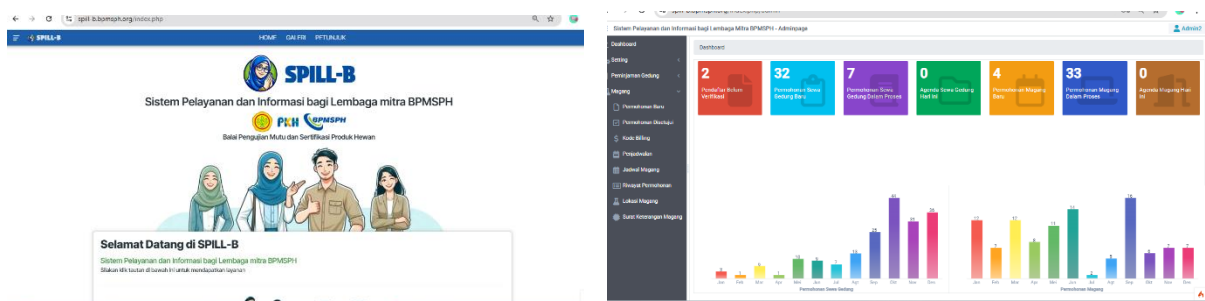 spill-b.bpmsph.org/index.php
SPILL-B
HOME GALERI PETUNJUK
SPILL-B
Sistem Pelayanan dan Informasi bagi Lembaga mitra BPMSPH
PKH BPMSPH
Balai Pengujian Mutu dan Sertifikasi Produk Hewan
Selamat Datang di SPILL-B
Sistem Pelayanan dan Informasi bagi Lembaga mitra BPMSPH
Silakan klik tautan di bawah ini untuk mendapatkan layanan
Sistem Pelayanan dan Informasi bagi Lembaga Mitra BPMSPH - Adminpage
Admin2
Dashboard
Setting
Peminjaman Gedung
Magang
Permohonan Baru
Permohonan Disetujui
Kode Billing
Penjadwalan
Jadwal Magang
Riwayat Permohonan
Lokasi Magang
Surat Keterangan Magang
Dashboard
2
Pendaftar Belum
Verifikasi
32
Permohonan Sewa
Gedung Baru
7
Permohonan Sewa
Gedung Dalam Proses
0
Agenda Sewa Gedung
Hari Ini
4
Permohonan Magang
Baru
33
Permohonan Magang
Dalam Proses
0
Agenda Magang Hari
Ini
Jan Feb Mar Apr Mei Jun Jul Agt Sep Okt Nov Des
Permohonan Sewa Gedung
Jan Feb Mar Apr Mei Jun Jul Agt Sep Okt Nov Des
Permohonan Magang